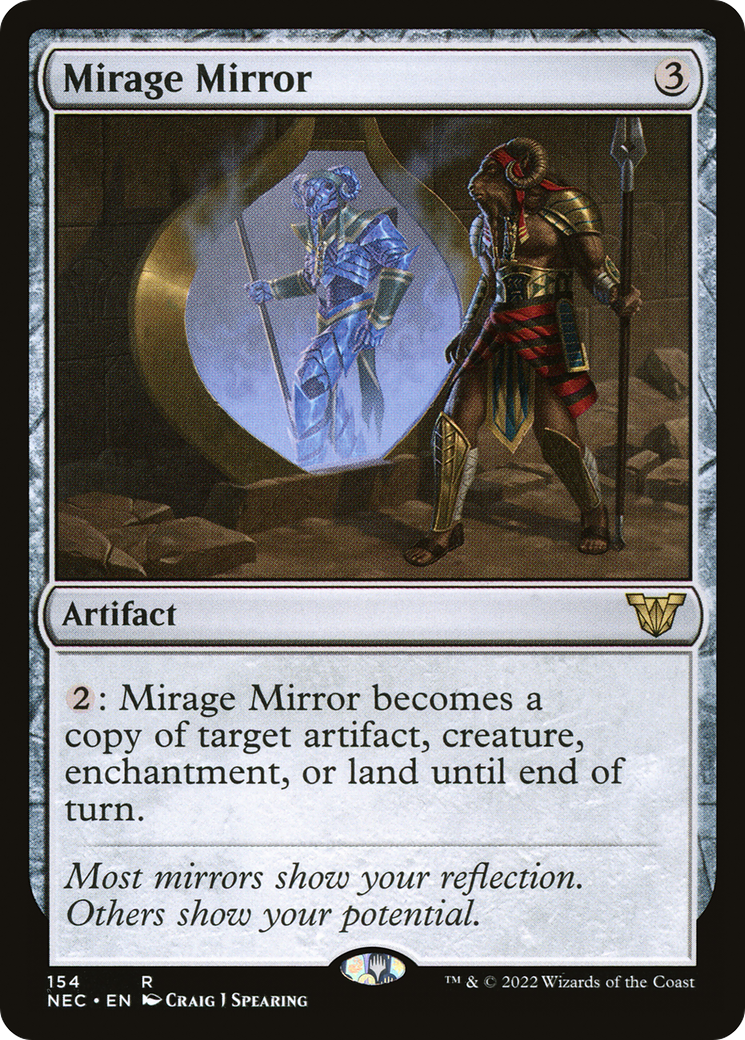 Mirage Mirror 3
Artifact
2: Mirage Mirror becomes a
copy of target artifact, creature,
enchantment, or land until end of
turn.
Most mirrors show your reflection.
Others show your potential.
154 R
NEC • EN Craig J Spearing
™ & © 2022 Wizards of the Coast